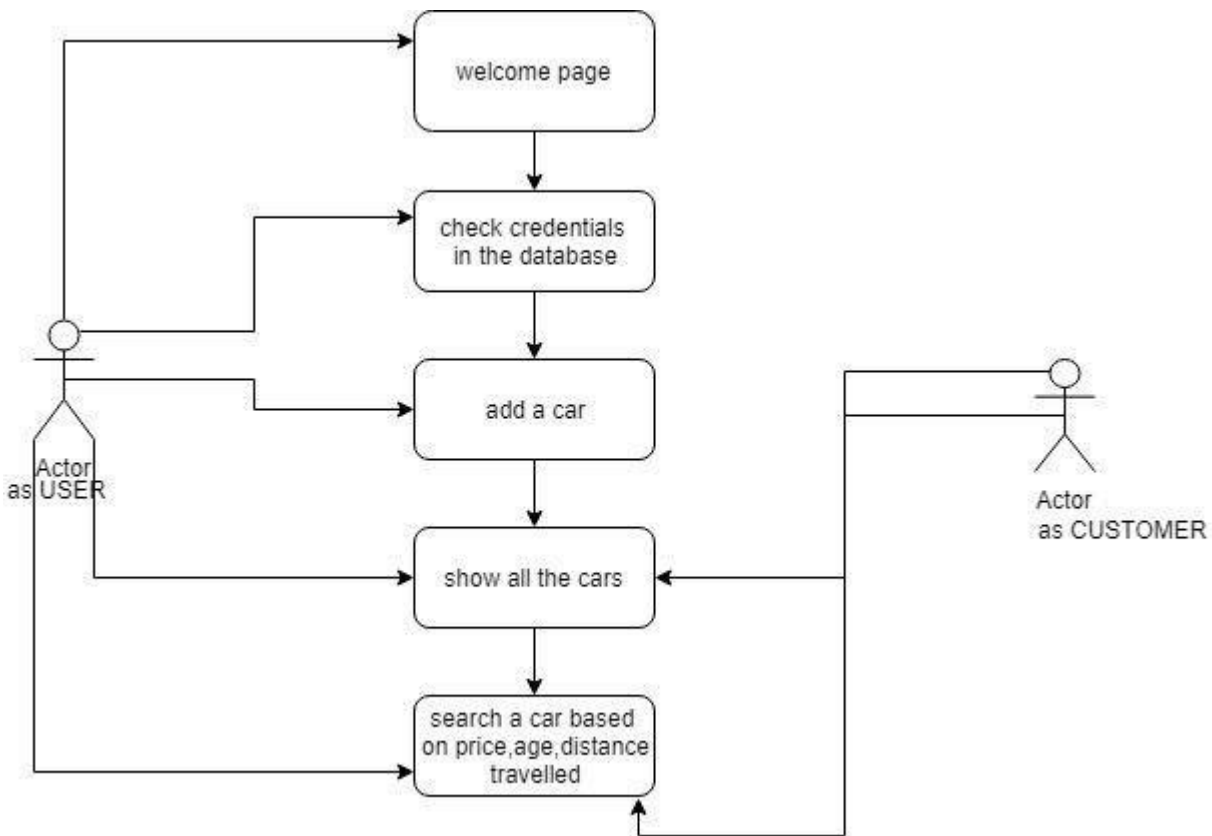 welcome page
check credentials
in the database
add a car
Actor
as USER
Actor
as CUSTOMER
show all the cars
search a car based
on price,age,distance
travelled